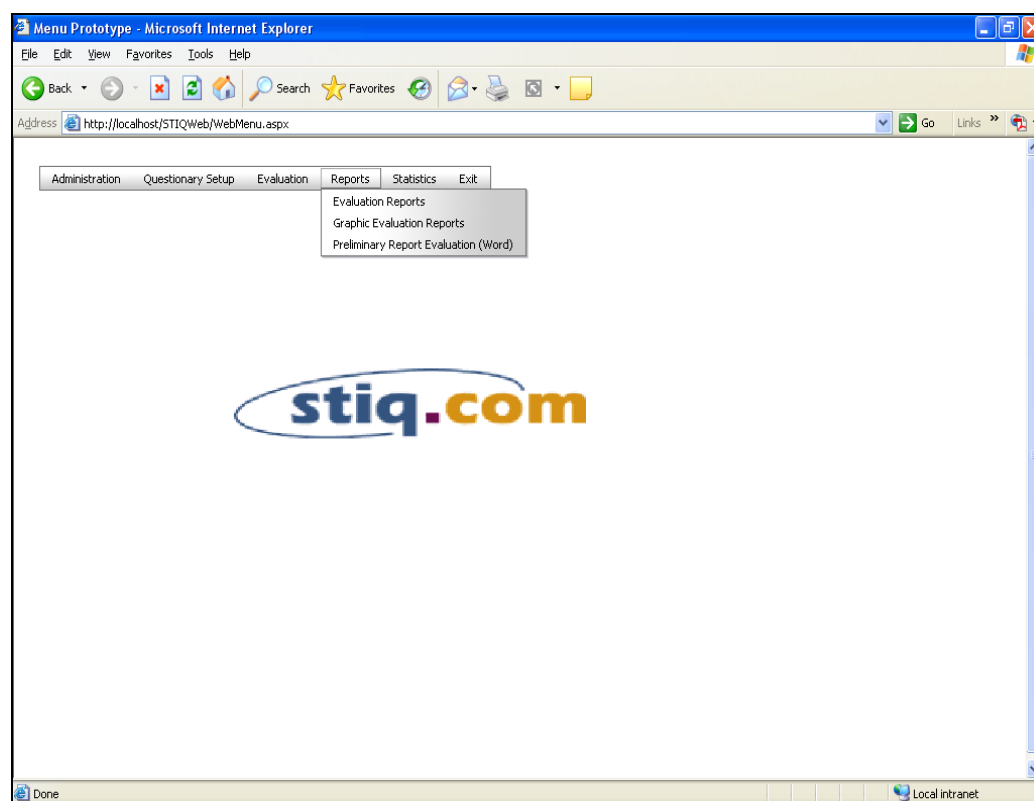 Menu Prototype - Microsoft Internet Explorer
File Edit View Favorites Tools Help
Back Search Favorites
Address http://localhost/STIQWeb/WebMenu.aspx Go Links »
Administration Questionary Setup Evaluation Reports Statistics Exit
Evaluation Reports
Graphic Evaluation Reports
Preliminary Report Evaluation (Word)
stiq.com
Done Local intranet